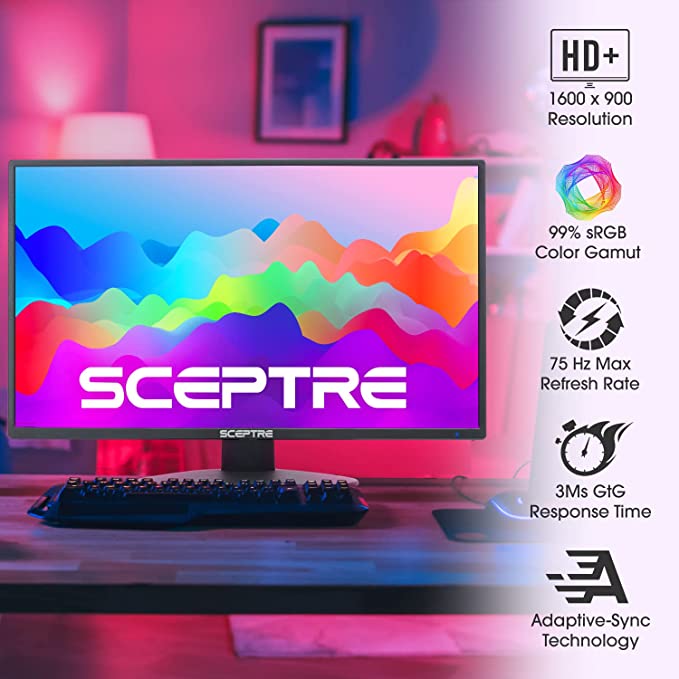 SCEPTRE
SCEPTRE
HD+
1600 x 900
Resolution
99% sRGB
Color Gamut
75 Hz Max
Refresh Rate
3Ms GtG
Response Time
Adaptive-Sync
Technology